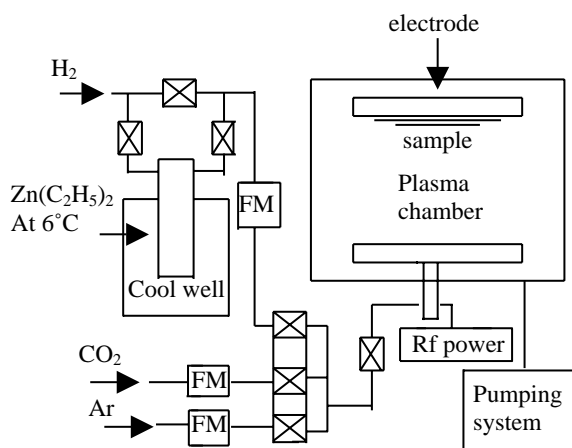 electrode
H₂
sample
Zn(C₂H₅)₂
At 6˚C
FM
Plasma
chamber
Cool well
Rf power
CO₂
FM
Ar
FM
Pumping
system